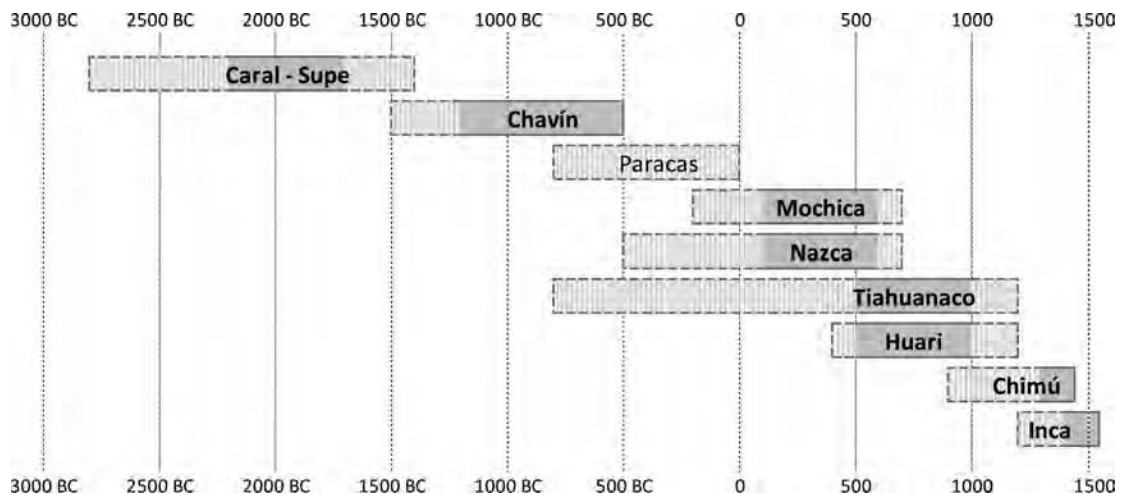 3000 BC 2500 BC 2000 BC 1500 BC 1000 BC 500 BC 0 500 1000 1500
Caral - Supe
Chavín
Paracas
Mochica
Nazca
Tiahuanaco
Huari
Chimú
Inca
3000 BC 2500 BC 2000 BC 1500 BC 1000 BC 500 BC 0 500 1000 1500